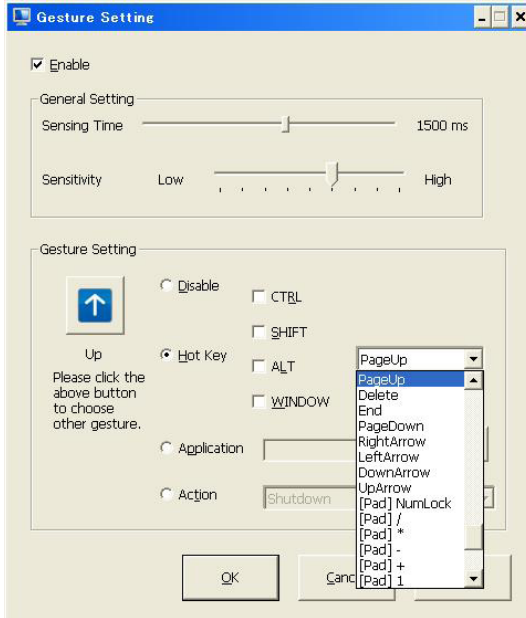 Gesture Setting
Enable
General Setting
Sensing Time 1500 ms
Sensitivity Low High
Gesture Setting
Up
Please click the
above button
to choose
other gesture.
Disable
Hot Key
Application
Action
CTRL
SHIFT
ALT
WINDOW
PageUp
PageUp
Delete
End
PageDown
RightArrow
LeftArrow
DownArrow
UpArrow
[Pad] NumLock
[Pad] /
[Pad] *
[Pad] -
[Pad] +
[Pad] 1
Shutdown
OK
Canc